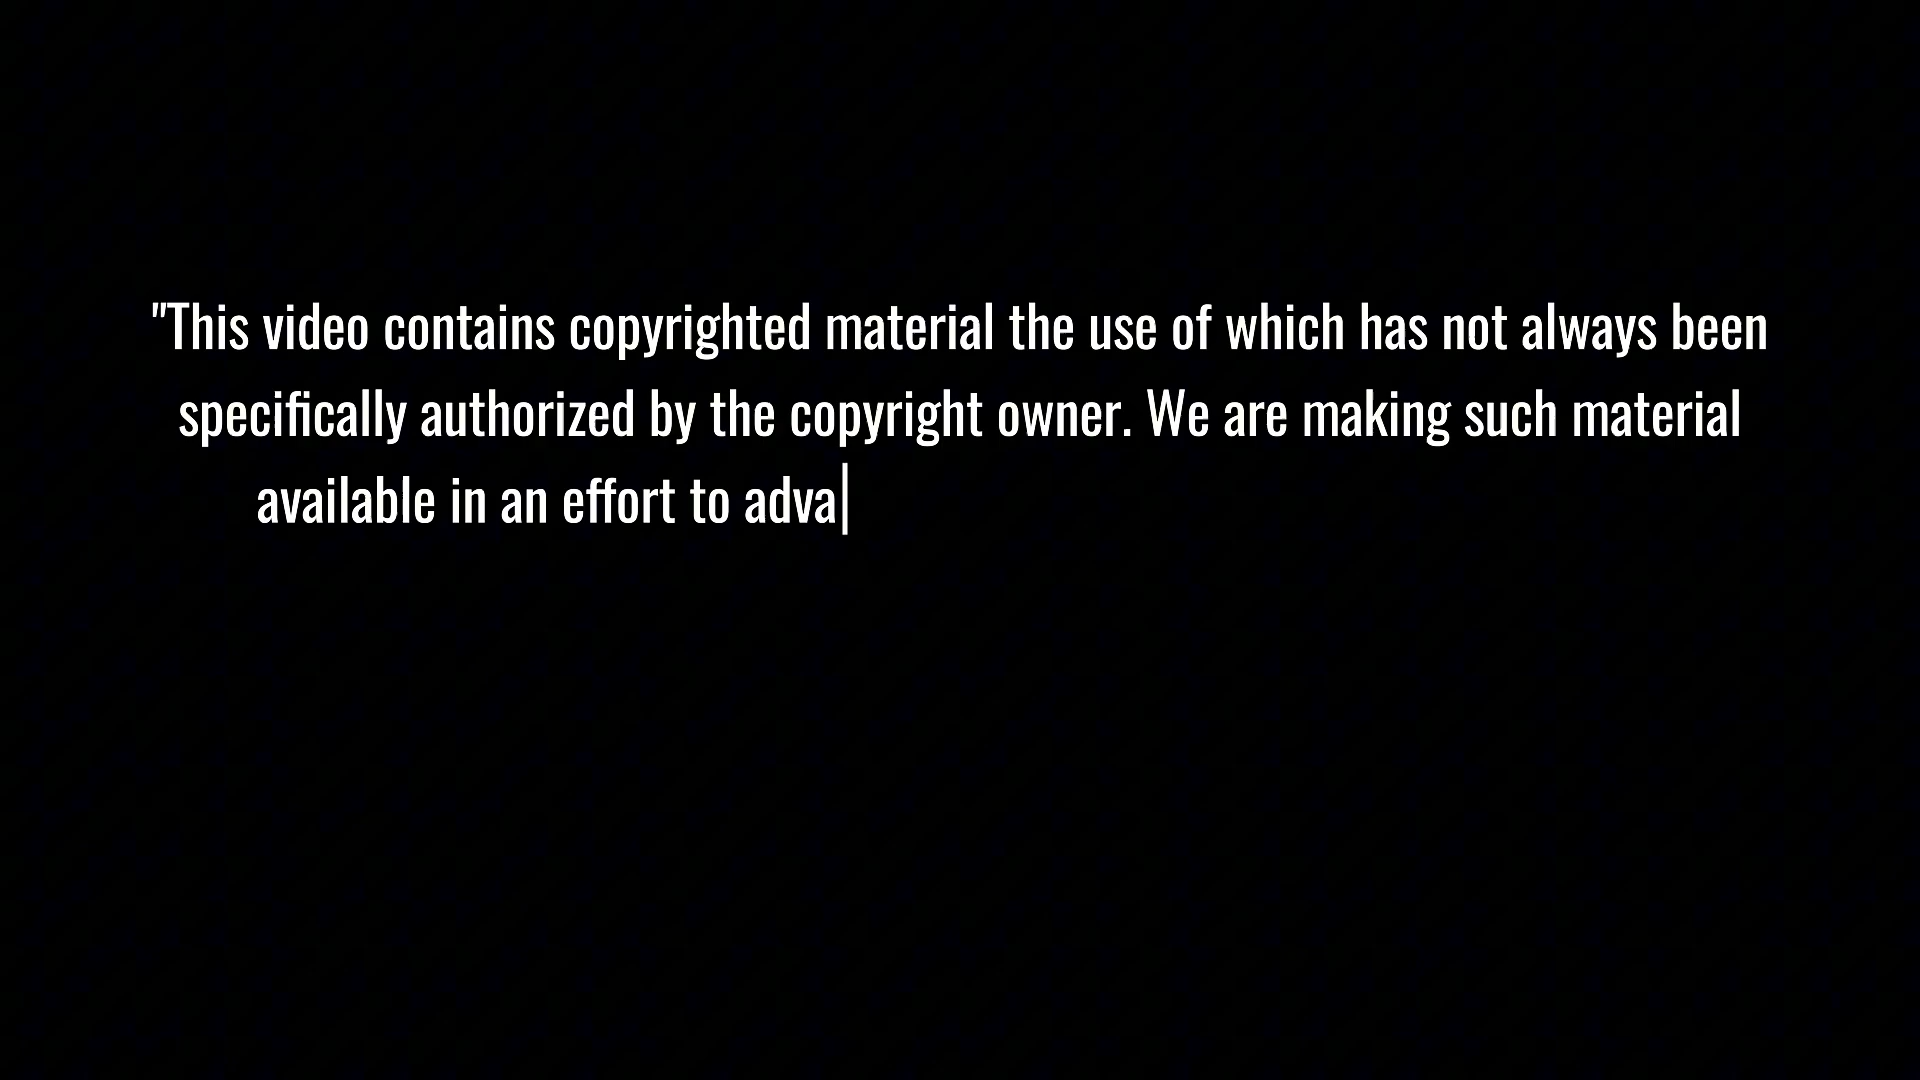 "This video contains copyrighted material the use of which has not always been
specifically authorized by the copyright owner. We are making such material
available in an effort to adva